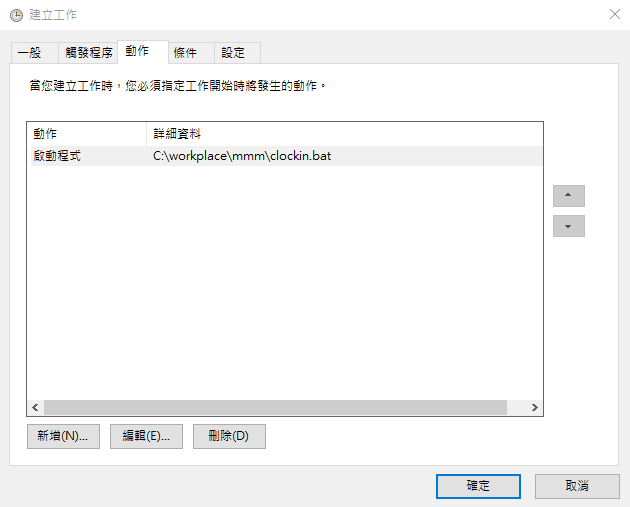 建立工作
一般 觸發程序 動作 條件 設定
當您建立工作時，您必須指定工作開始時將發生的動作。
動作 詳細資料
啟動程式 C:\workplace\mmm\clockin.bat
新增(N)... 編輯(E)... 刪除(D)
確定 取消